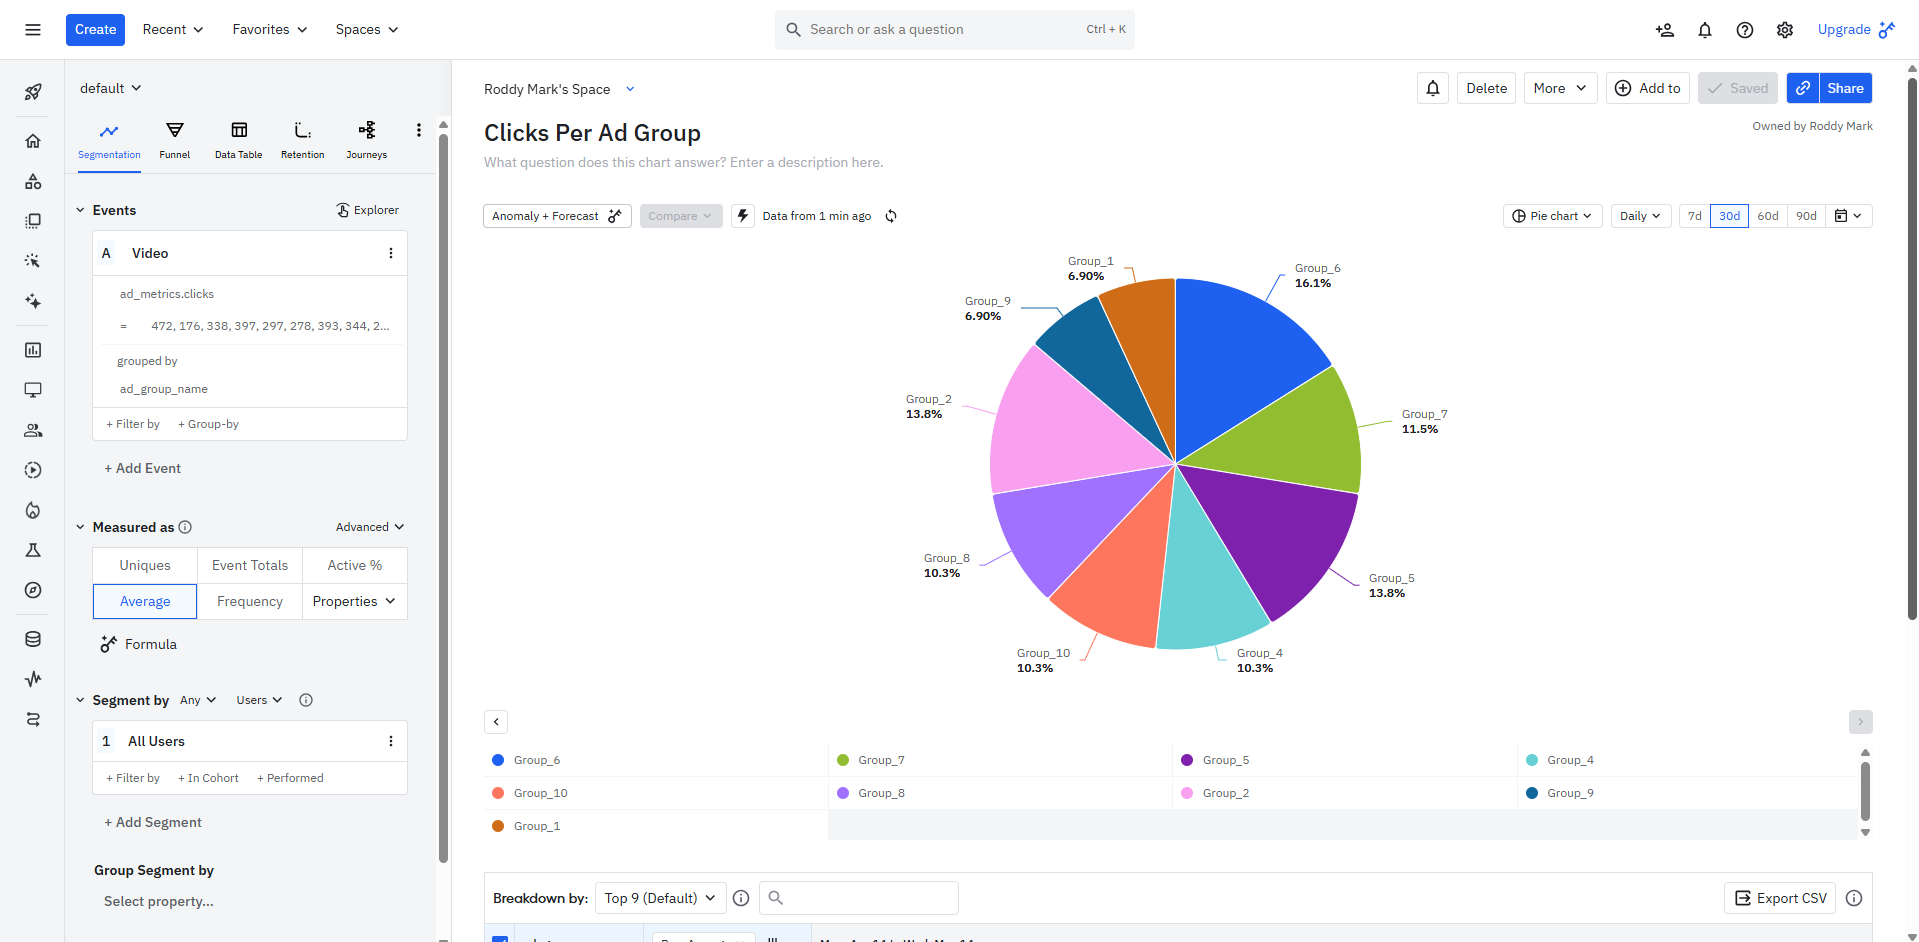 Create
Recent
Favorites
Spaces
Search or ask a question
Ctrl + K
Upgrade
default
Segmentation
Funnel
Data Table
Retention
Journeys
Events
Explorer
A Video
ad_metrics.clicks
= 472, 176, 338, 397, 297, 278, 393, 344, 2...
grouped by
ad_group_name
+ Filter by + Group-by
+ Add Event
Measured as
Advanced
Uniques Event Totals Active %
Average Frequency Properties
Formula
Segment by Any Users
1 All Users
+ Filter by + In Cohort + Performed
+ Add Segment
Group Segment by
Select property...
Roddy Mark's Space
Delete
More
Add to
Saved
Share
Clicks Per Ad Group
Owned by Roddy Mark
What question does this chart answer? Enter a description here.
Anomaly + Forecast
Compare
Data from 1 min ago
Pie chart
Daily
7d 30d 60d 90d
Group_1
6.90%
Group_6
16.1%
Group_9
6.90%
Group_2
13.8%
Group_7
11.5%
Group_8
10.3%
Group_5
13.8%
Group_10
10.3%
Group_4
10.3%
Group_6 Group_7 Group_5 Group_4
Group_10 Group_8 Group_2 Group_9
Group_1
Breakdown by: Top 9 (Default)
Export CSV